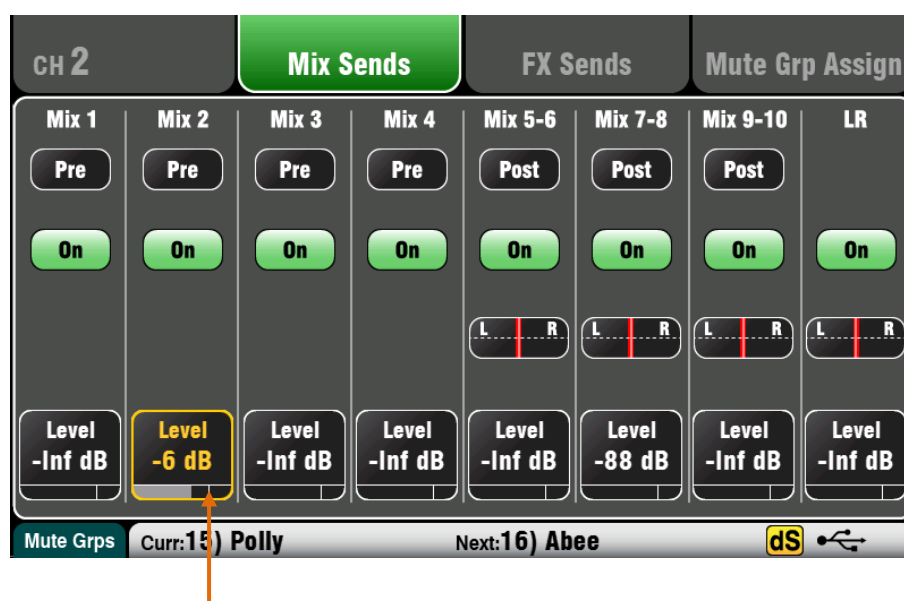 CH 2 Mix Sends FX Sends Mute Grp Assign
Mix 1 Mix 2 Mix 3 Mix 4 Mix 5-6 Mix 7-8 Mix 9-10 LR
Pre Pre Pre Pre Post Post Post
On On On On On On On On
L R L R L R L R
Level Level Level Level Level Level Level Level
-Inf dB -6 dB -Inf dB -Inf dB -Inf dB -88 dB -Inf dB -Inf dB
Mute Grps Curr:15) Polly Next:16) Abee dS